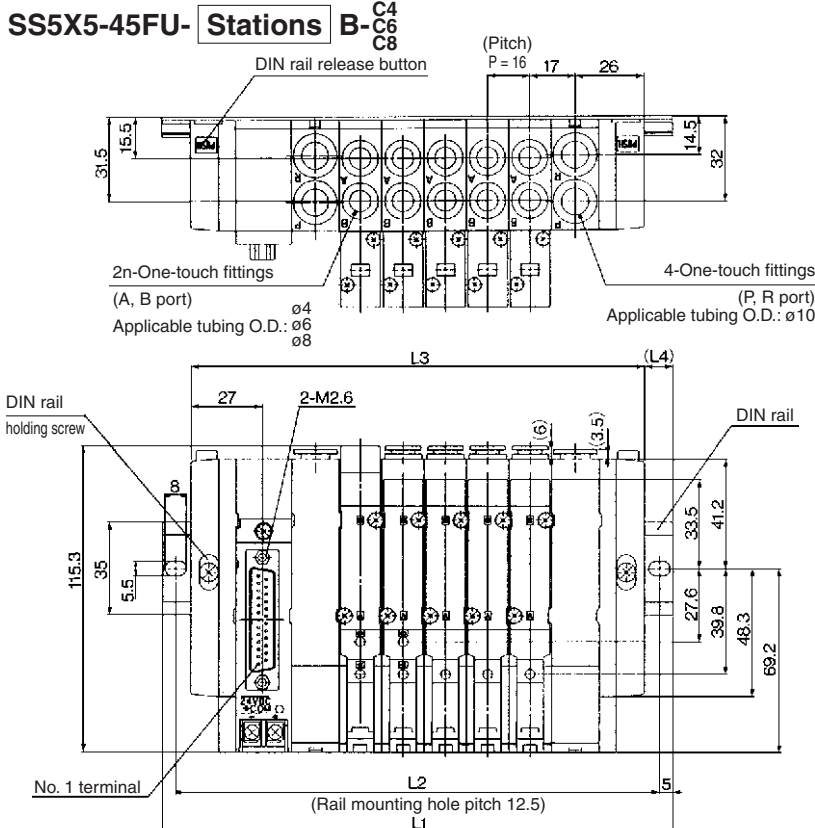 SS5X5-45FU- Stations B-C4
C6
C8
(Pitch)
P = 16
17
26
DIN rail release button
31.5
15.5
14.5
32
PUSH
R
A
A
A
A
A
R
P
B
B
B
B
B
P
2n-One-touch fittings
(A, B port)
Applicable tubing O.D.: ø4
ø6
ø8
4-One-touch fittings
(P, R port)
Applicable tubing O.D.: ø10
L3
(L4)
DIN rail
holding screw
27
2-M2.6
(6)
(3.5)
DIN rail
8
115.3
35
5.5
33.5
41.2
27.6
39.8
48.3
69.2
24VDC
No. 1 terminal
L2
5
(Rail mounting hole pitch 12.5)
L1